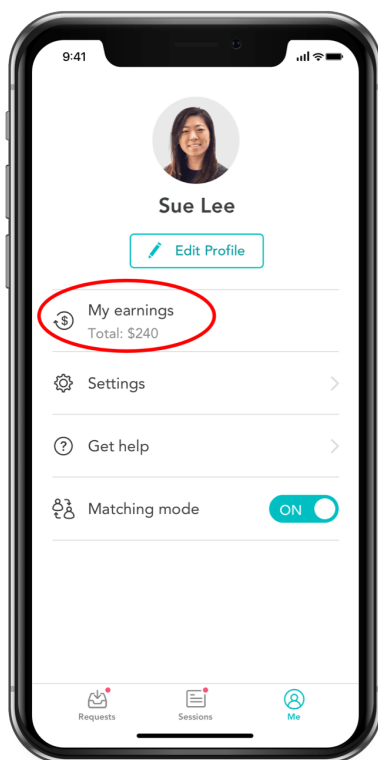 9:41
Sue Lee
Edit Profile
My earnings
Total: $240
Settings
Get help
Matching mode
ON
Requests Sessions Me